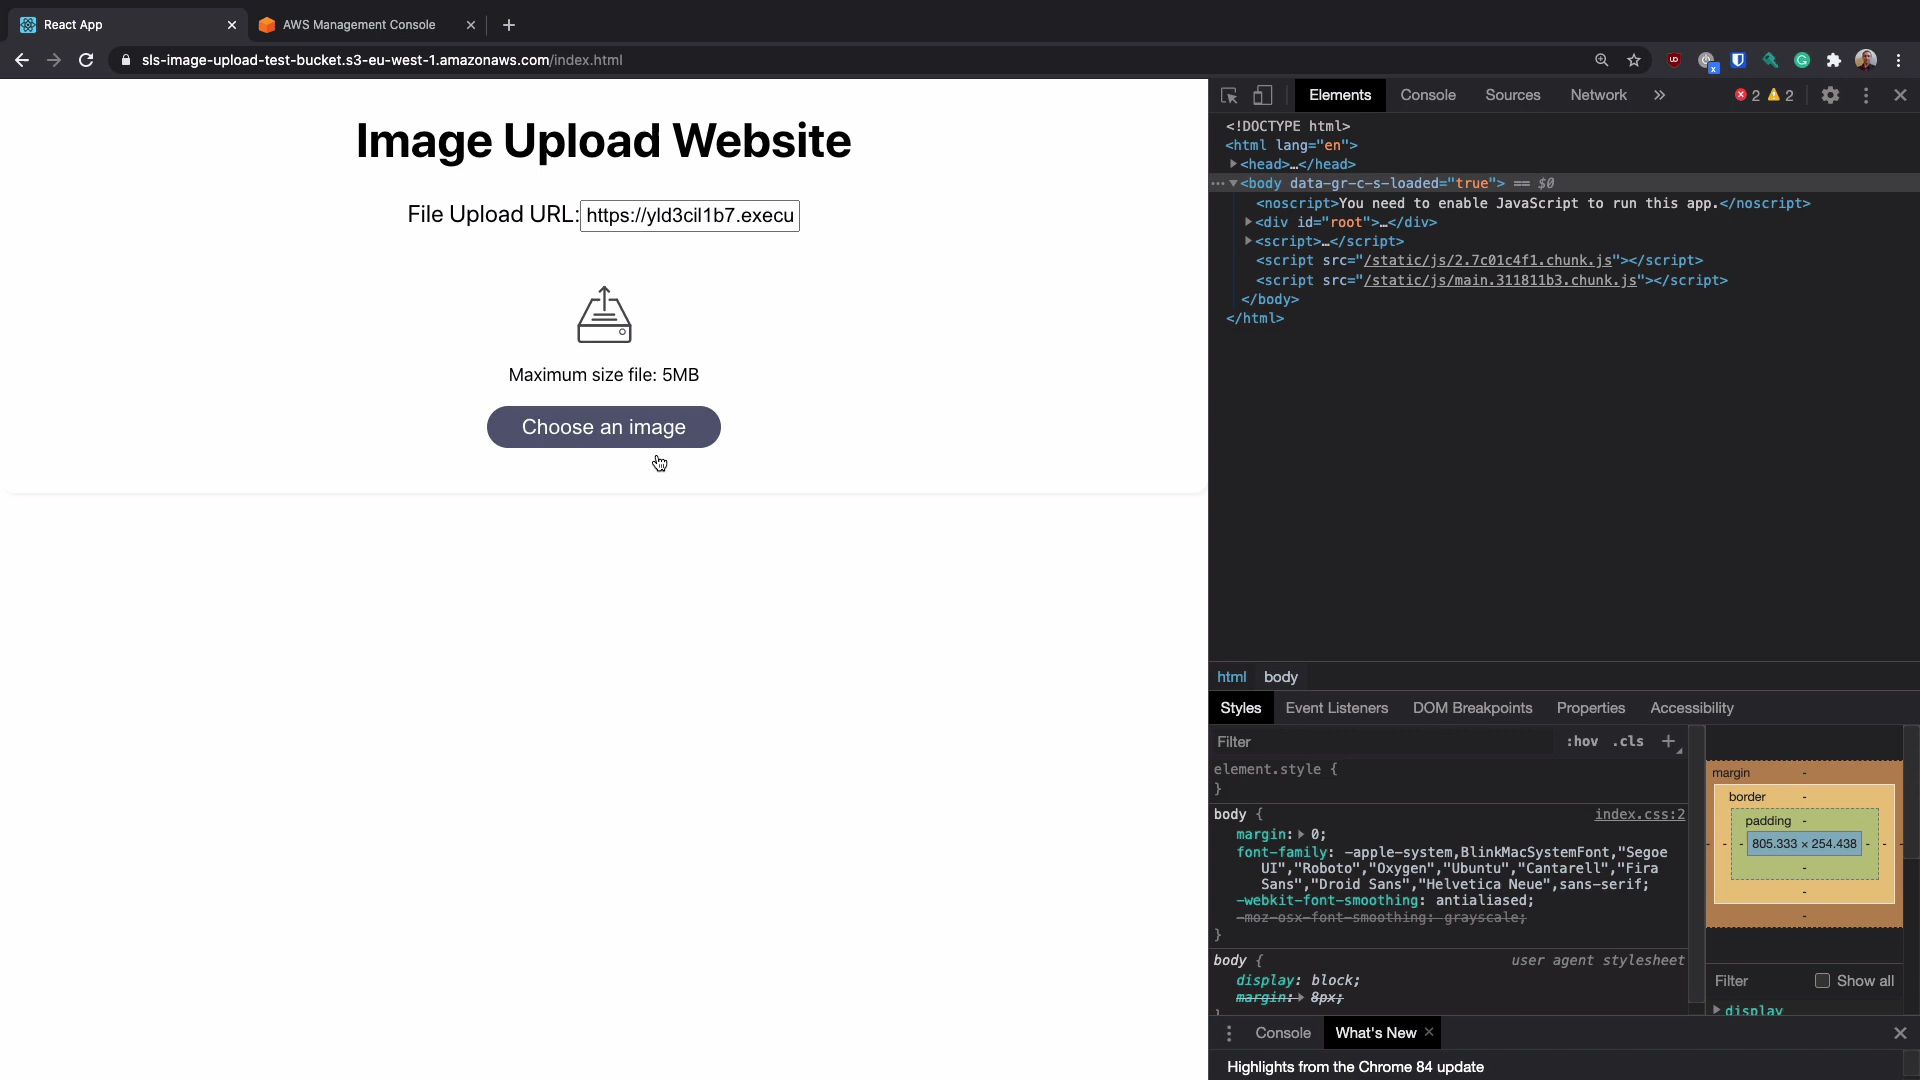 React App
AWS Management Console
sls-image-upload-test-bucket.s3-eu-west-1.amazonaws.com/index.html
Image Upload Website
File Upload URL: https://yld3cil1b7.execu
Maximum size file: 5MB
Choose an image
Elements Console Sources Network » 2 2
<!DOCTYPE html>
<html lang="en">
<head>…</head>
<body data-gr-c-s-loaded="true"> == $0
<noscript>You need to enable JavaScript to run this app.</noscript>
<div id="root">…</div>
<script>…</script>
<script src="/static/js/2.7c01c4f1.chunk.js"></script>
<script src="/static/js/main.311811b3.chunk.js"></script>
</body>
</html>
html body
Styles Event Listeners DOM Breakpoints Properties Accessibility
Filter :hov .cls +
element.style {
}
body { index.css:2
margin: 0;
font-family: -apple-system,BlinkMacSystemFont,"Segoe
UI","Roboto","Oxygen","Ubuntu","Cantarell","Fira
Sans","Droid Sans","Helvetica Neue",sans-serif;
-webkit-font-smoothing: antialiased;
-moz-osx-font-smoothing: grayscale;
}
body { user agent stylesheet
display: block;
margin: 8px;
}
margin -
border -
padding -
- - - 805.333 × 254.438 - - -
-
-
-
Filter Show all
display
Console What's New
Highlights from the Chrome 84 update